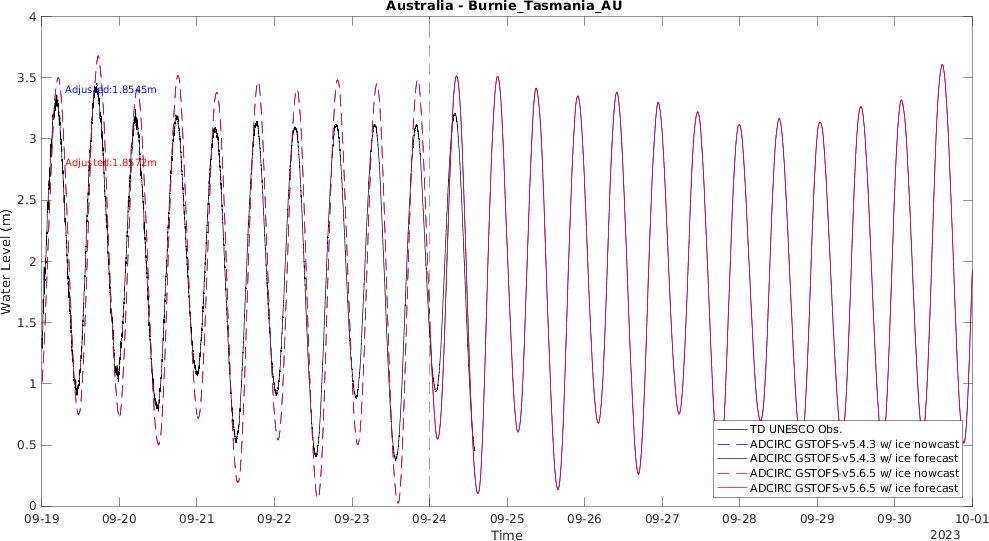 Australia - Burnie_Tasmania_AU
4
3.5
3
2.5
2
1.5
1
0.5
0
Water Level (m)
Adjusted:1.8545m
Adjusted:1.8572m
TD UNESCO Obs.
ADCIRC GSTOFS-v5.4.3 w/ ice nowcast
ADCIRC GSTOFS-v5.4.3 w/ ice forecast
ADCIRC GSTOFS-v5.6.5 w/ ice nowcast
ADCIRC GSTOFS-v5.6.5 w/ ice forecast
09-19 09-20 09-21 09-22 09-23 09-24 09-25 09-26 09-27 09-28 09-29 09-30 10-01
Time
2023